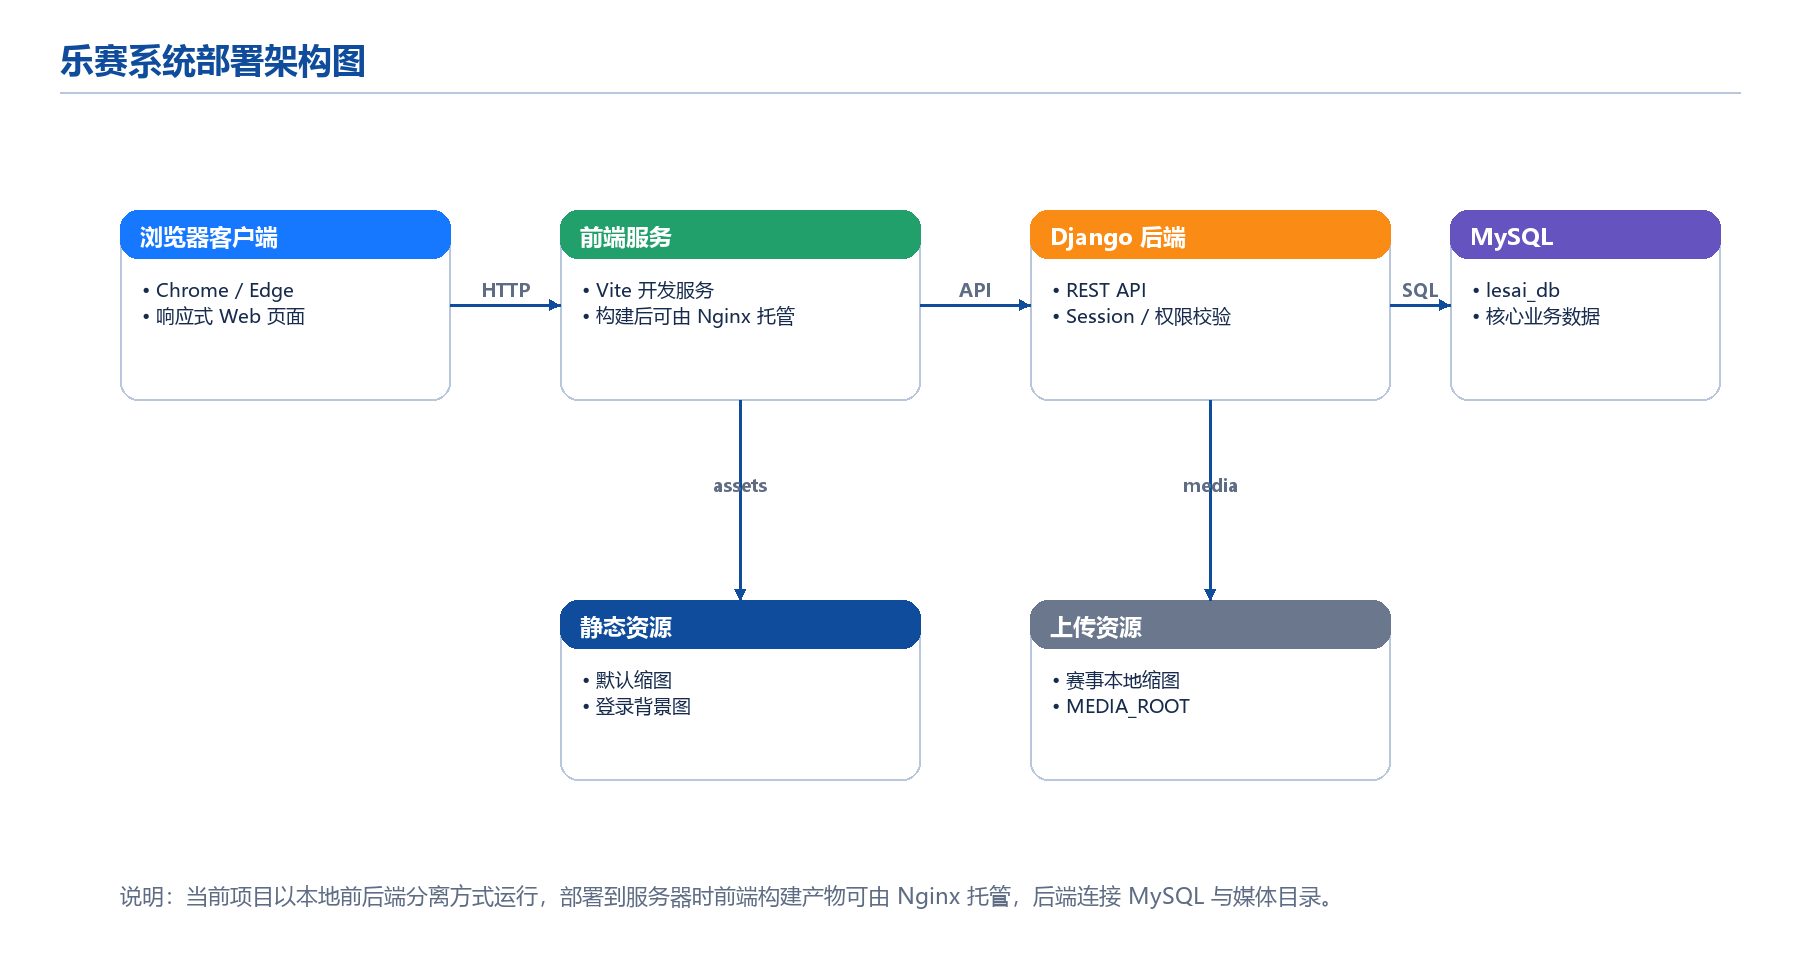 乐赛系统部署架构图
浏览器客户端
• Chrome / Edge
• 响应式 Web 页面
HTTP
前端服务
• Vite 开发服务
• 构建后可由 Nginx 托管
API
Django 后端
• REST API
• Session / 权限校验
SQL
MySQL
• lesai_db
• 核心业务数据
assets
media
静态资源
• 默认缩图
• 登录背景图
上传资源
• 赛事本地缩图
• MEDIA_ROOT
说明：当前项目以本地前后端分离方式运行，部署到服务器时前端构建产物可由 Nginx 托管，后端连接 MySQL 与媒体目录。